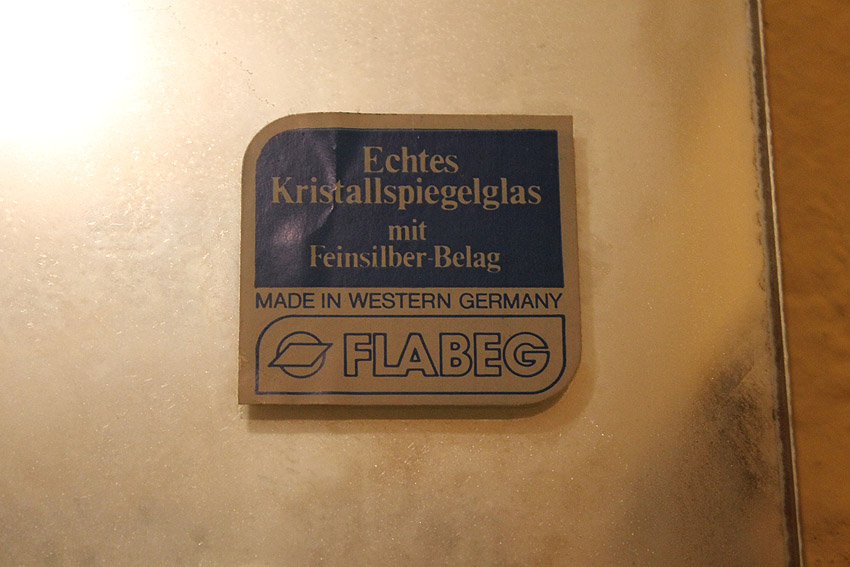 Echtes
Kristallspiegelglas
mit
Feinsilber-Belag
MADE IN WESTERN GERMANY
FLABEG